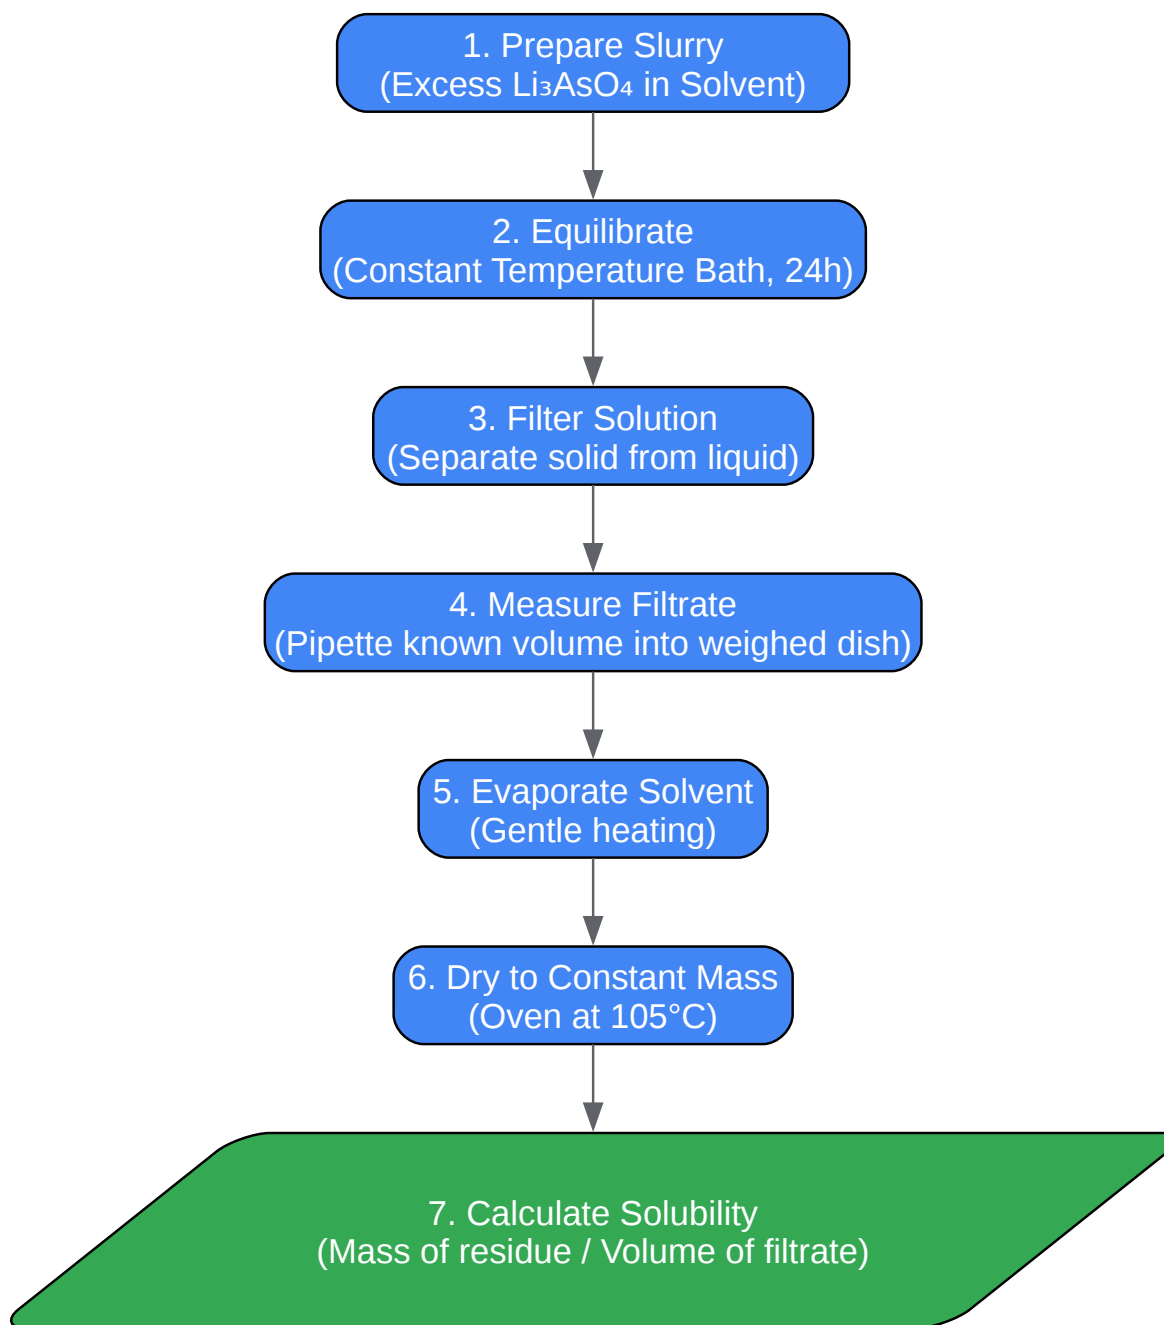 1. Prepare Slurry
(Excess Li₃AsO₄ in Solvent)
2. Equilibrate
(Constant Temperature Bath, 24h)
3. Filter Solution
(Separate solid from liquid)
4. Measure Filtrate
(Pipette known volume into weighed dish)
5. Evaporate Solvent
(Gentle heating)
6. Dry to Constant Mass
(Oven at 105°C)
7. Calculate Solubility
(Mass of residue / Volume of filtrate)